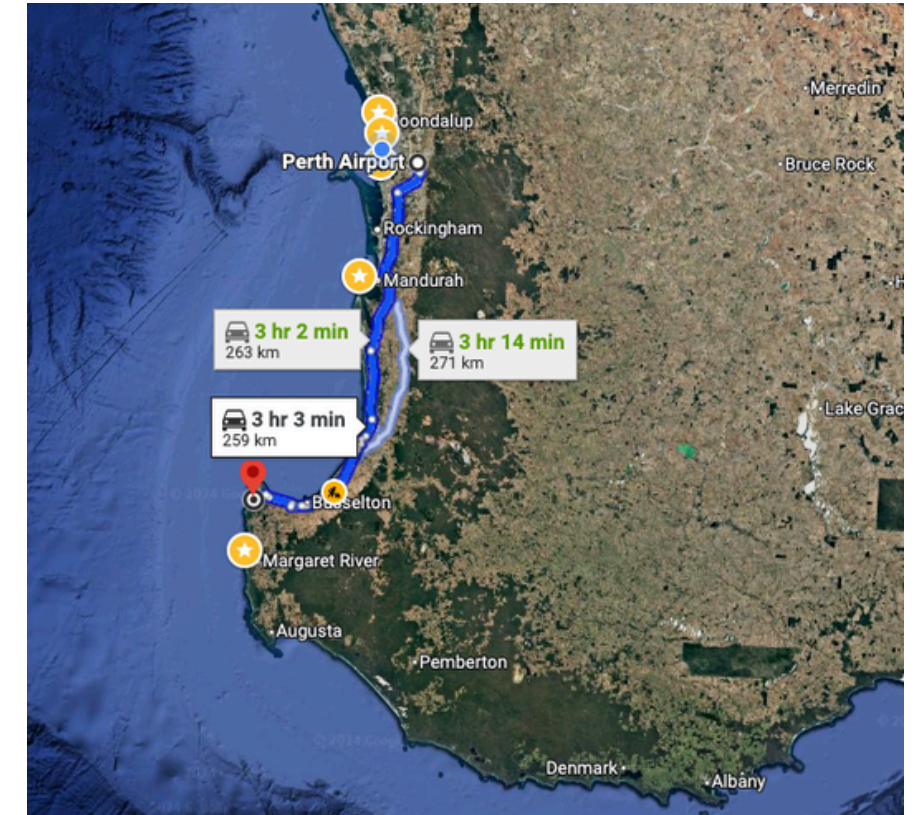 Merredin
oondalup
Perth Airport
Bruce Rock
Rockingham
Mandurah
3 hr 2 min
263 km
3 hr 14 min
271 km
Lake Grac
3 hr 3 min
259 km
Busselton
Margaret River
Augusta
Pemberton
Denmark
Albany